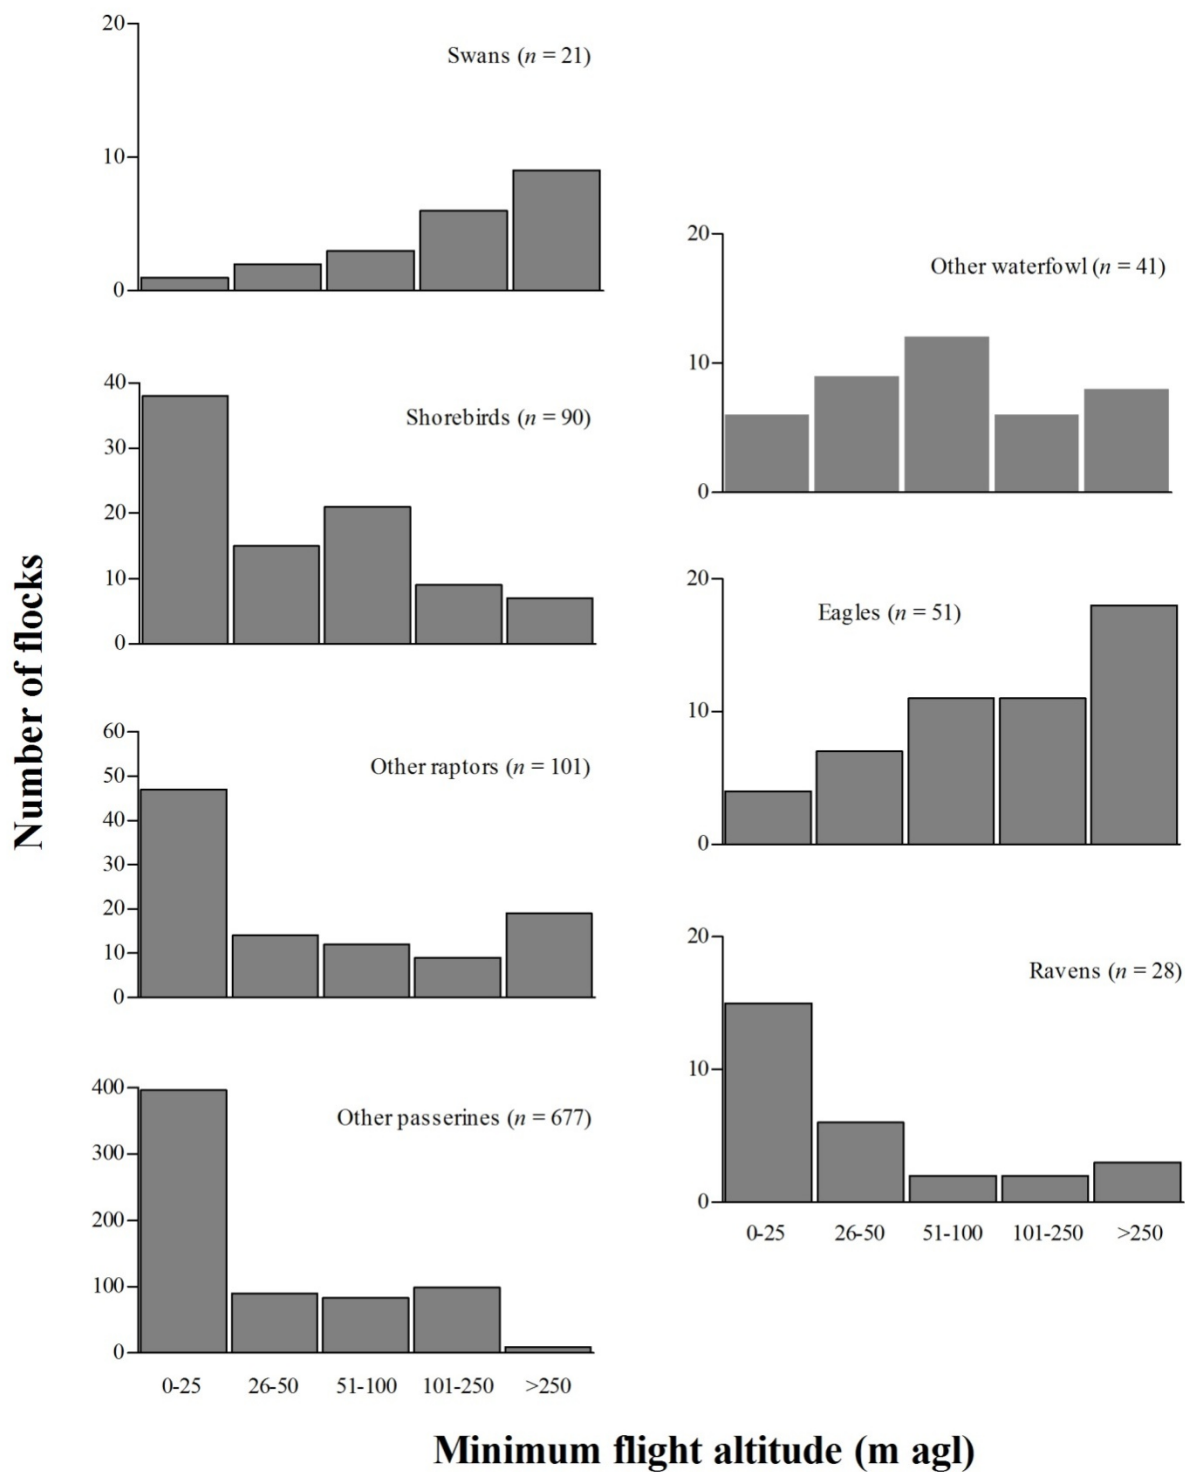 20
Swans (n = 21)
10
0
20
Other waterfowl (n = 41)
10
0
40
Shorebirds (n = 90)
30
20
10
0
20
Eagles (n = 51)
10
0
60
Other raptors (n = 101)
50
40
30
20
10
0
20
Ravens (n = 28)
10
0
0-25 26-50 51-100 101-250 >250
400
Other passerines (n = 677)
300
200
100
0
0-25 26-50 51-100 101-250 >250
Number of flocks
Minimum flight altitude (m agl)